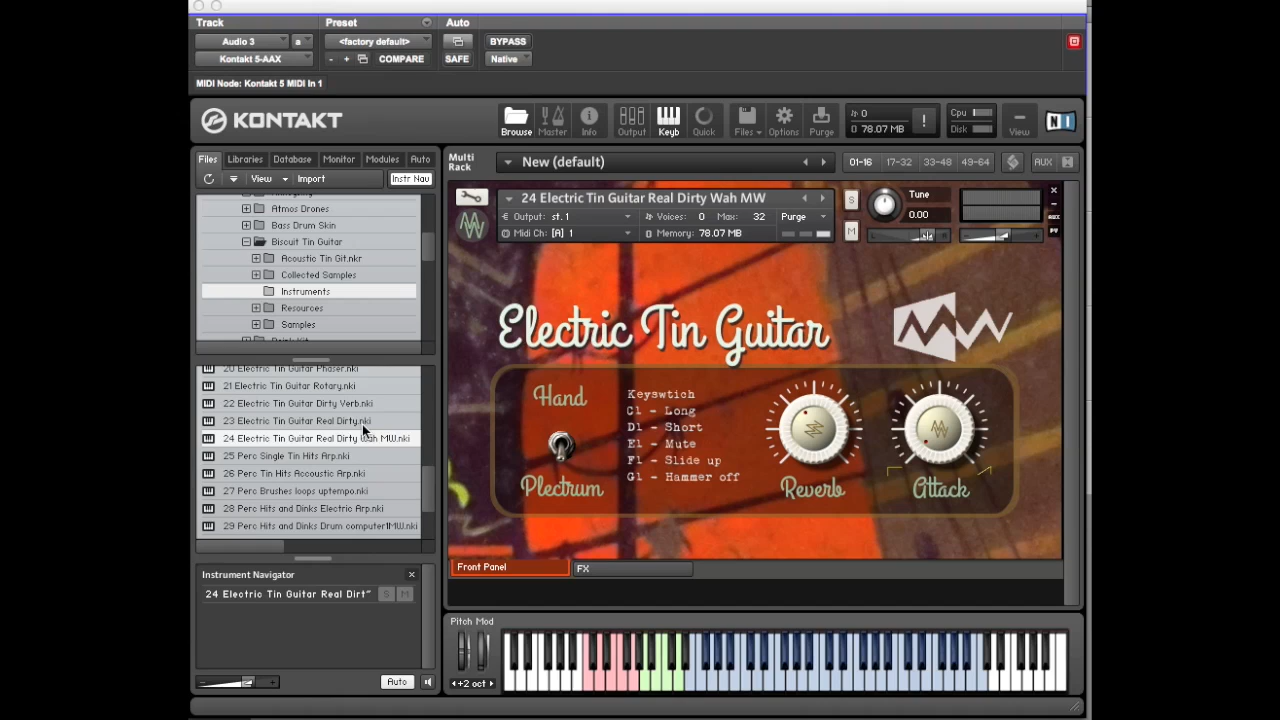 Track
Preset
Auto
Audio 3
a
<factory default>
BYPASS
Kontakt 5-AAX
- + COMPARE
SAFE
Native
MIDI Node: Kontakt 5 MIDI In 1
KONTAKT
Browse
Master
Info
Output
Keyb
Quick
Files
Options
Purge
0
78.07 MB
!
Cpu
Disk
View
NI
Files
Libraries
Database
Monitor
Modules
Auto
View
Import
Instr Nav
Multi
Rack
New (default)
01-16
17-32
33-48
49-64
AUX
Atmos Drones
Bass Drum Skin
Biscuit Tin Guitar
Acoustic Tin Git.nkr
Collected Samples
Instruments
Resources
Samples
20 Electric Tin Guitar Phaser.nki
21 Electric Tin Guitar Rotary.nki
22 Electric Tin Guitar Dirty Verb.nki
23 Electric Tin Guitar Real Dirty.nki
24 Electric Tin Guitar Real Dirty Wah MW.nki
25 Perc Single Tin Hits Arp.nki
26 Perc Tin Hits Accoustic Arp.nki
27 Perc Brushes loops uptempo.nki
28 Perc Hits and Dinks Electric Arp.nki
29 Perc Hits and Dinks Drum computer1MW.nki
Instrument Navigator
24 Electric Tin Guitar Real Dirt~
S
M
Auto
24 Electric Tin Guitar Real Dirty Wah MW
Output: st. 1
Voices: 0
Max: 32
Purge
Midi Ch: [A] 1
Memory: 78.07 MB
S
M
Tune
0.00
AUX
PV
Electric Tin Guitar
MW
Hand
Plectrum
Keyswtich
C1 - Long
D1 - Short
E1 - Mute
F1 - Slide up
G1 - Hammer off
Reverb
Attack
Front Panel
FX
Pitch Mod
+2 oct